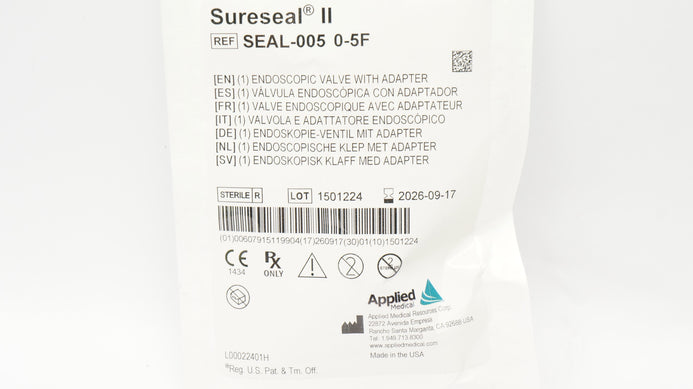 Sureseal® II
REF SEAL-005 0-5F
[EN] (1) ENDOSCOPIC VALVE WITH ADAPTER
[ES] (1) VÁLVULA ENDOSCÓPICA CON ADAPTADOR
[FR] (1) VALVE ENDOSCOPIQUE AVEC ADAPTATEUR
[IT] (1) VALVOLA E ADATTATORE ENDOSCÓPICO
[DE] (1) ENDOSKOPIE-VENTIL MIT ADAPTER
[NL] (1) ENDOSCOPISCHE KLEP MET ADAPTER
[SV] (1) ENDOSKOPISK KLAFF MED ADAPTER
STERILE R LOT 1501224 2026-09-17
(01)00607915119904(17)260917(30)01(10)1501224
CE Rx 2
1434 ONLY
Applied
Medical
Applied Medical Resources Corp.
22872 Avenida Empresa
Rancho Santa Margarita, CA 92688 USA
Tel: 1.949.713.8300
www.appliedmedical.com
L00022401H Made in the USA
®Reg. U.S. Pat. & Tm. Off.